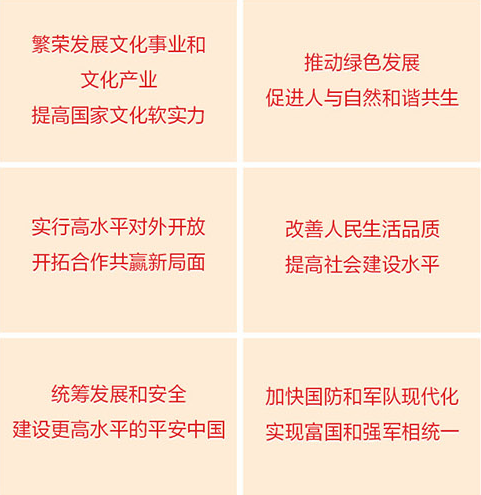 繁荣发展文化事业和
文化产业
提高国家文化软实力
推动绿色发展
促进人与自然和谐共生
实行高水平对外开放
开拓合作共赢新局面
改善人民生活品质
提高社会建设水平
统筹发展和安全
建设更高水平的平安中国
加快国防和军队现代化
实现富国和强军相统一